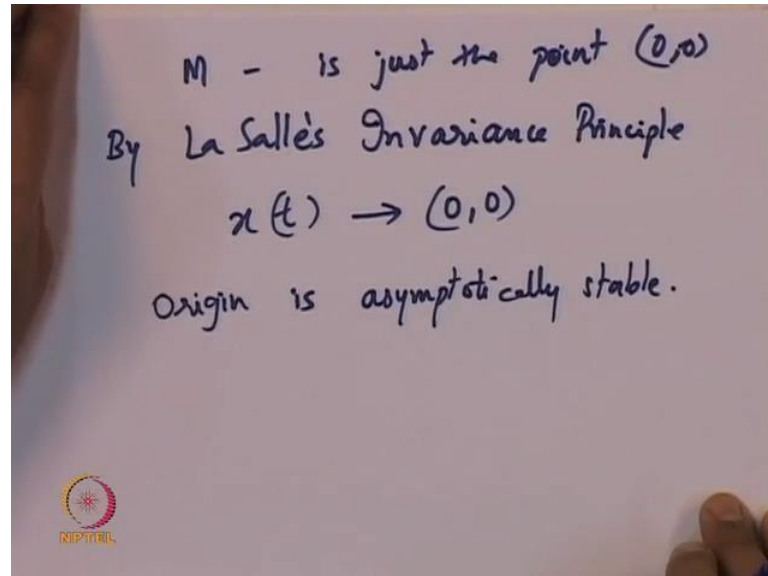 M - is just the point (0,0)
By La Salle's Invariance Principle
x(t) → (0,0)
Origin is asymptotically stable.
NPTEL